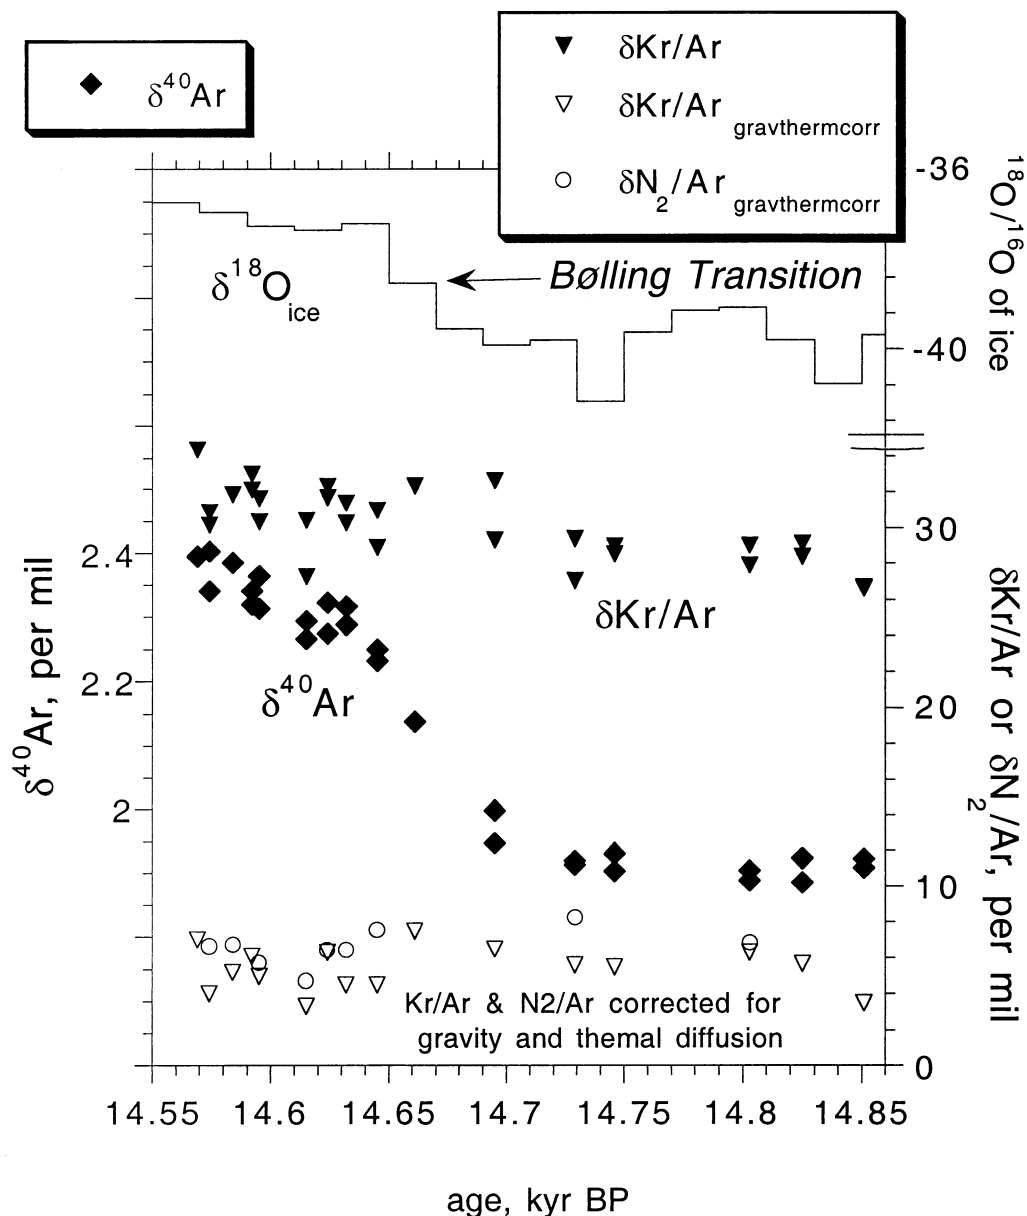 δ40Ar
δKr/Ar
δKr/Ar gravthermcorr
δN2/Ar gravthermcorr
-36
18O/16O of ice
δ18Oice
Bølling Transition
-40
30
2.4
δKr/Ar
δ40Ar, per mil
δKr/Ar or δN2/Ar, per mil
2.2
δ40Ar
20
2
10
Kr/Ar & N2/Ar corrected for
gravity and themal diffusion
0
14.55 14.6 14.65 14.7 14.75 14.8 14.85
age, kyr BP